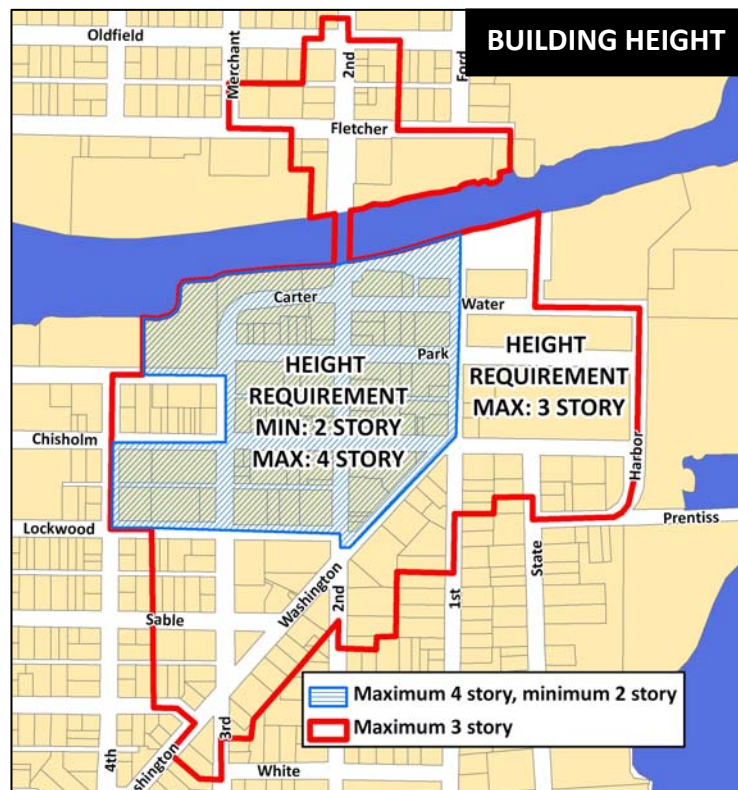 BUILDING HEIGHT
Oldfield
Merchant
2nd
Ford
Fletcher
Carter
Water
Park
HEIGHT
REQUIREMENT
MIN: 2 STORY
MAX: 4 STORY
HEIGHT
REQUIREMENT
MAX: 3 STORY
Chisholm
Harbor
Lockwood
Prentiss
Washington
2nd
1st
State
Sable
Maximum 4 story, minimum 2 story
Maximum 3 story
3rd
4th
shington
White